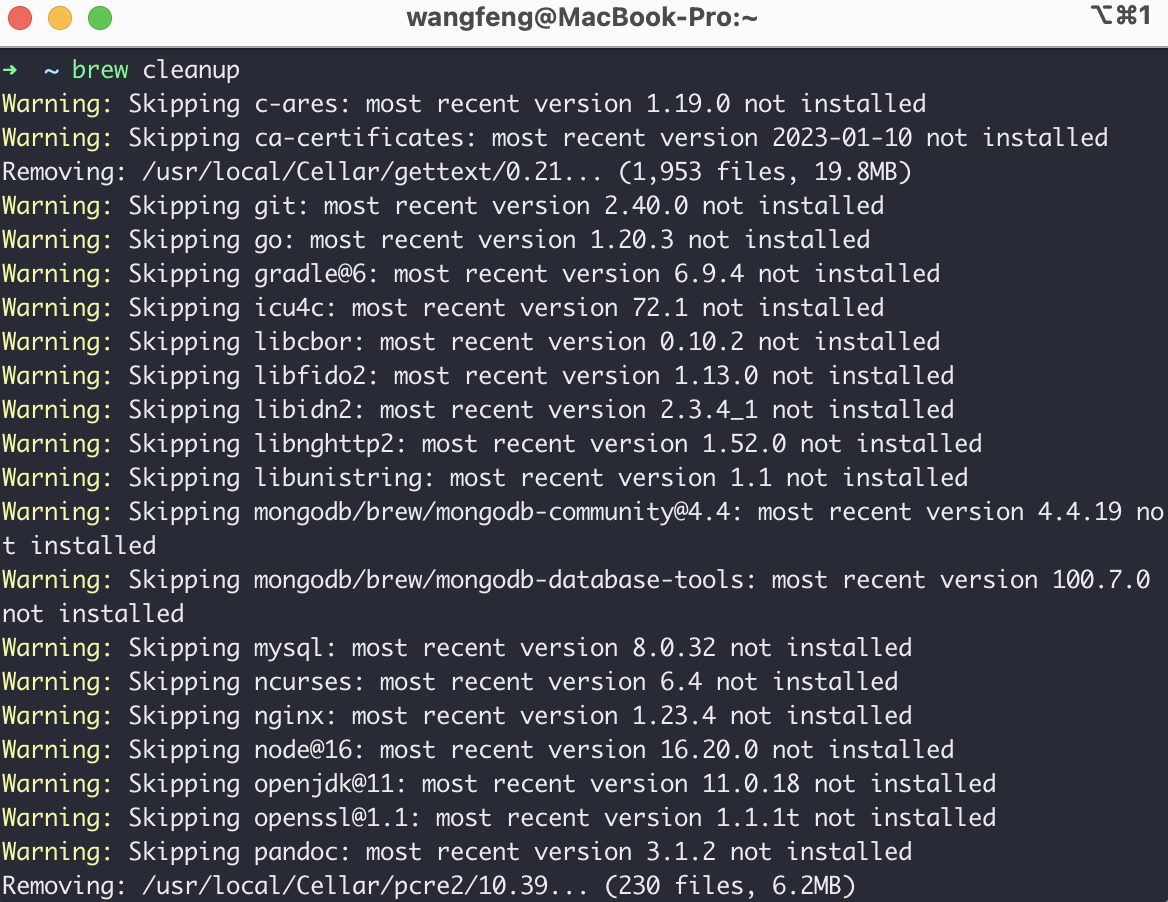 wangfeng@MacBook-Pro:~
⌥⌘1
➜  ~ brew cleanup
Warning: Skipping c-ares: most recent version 1.19.0 not installed
Warning: Skipping ca-certificates: most recent version 2023-01-10 not installed
Removing: /usr/local/Cellar/gettext/0.21... (1,953 files, 19.8MB)
Warning: Skipping git: most recent version 2.40.0 not installed
Warning: Skipping go: most recent version 1.20.3 not installed
Warning: Skipping gradle@6: most recent version 6.9.4 not installed
Warning: Skipping icu4c: most recent version 72.1 not installed
Warning: Skipping libcbor: most recent version 0.10.2 not installed
Warning: Skipping libfido2: most recent version 1.13.0 not installed
Warning: Skipping libidn2: most recent version 2.3.4_1 not installed
Warning: Skipping libnghttp2: most recent version 1.52.0 not installed
Warning: Skipping libunistring: most recent version 1.1 not installed
Warning: Skipping mongodb/brew/mongodb-community@4.4: most recent version 4.4.19 no
t installed
Warning: Skipping mongodb/brew/mongodb-database-tools: most recent version 100.7.0
not installed
Warning: Skipping mysql: most recent version 8.0.32 not installed
Warning: Skipping ncurses: most recent version 6.4 not installed
Warning: Skipping nginx: most recent version 1.23.4 not installed
Warning: Skipping node@16: most recent version 16.20.0 not installed
Warning: Skipping openjdk@11: most recent version 11.0.18 not installed
Warning: Skipping openssl@1.1: most recent version 1.1.1t not installed
Warning: Skipping pandoc: most recent version 3.1.2 not installed
Removing: /usr/local/Cellar/pcre2/10.39... (230 files, 6.2MB)